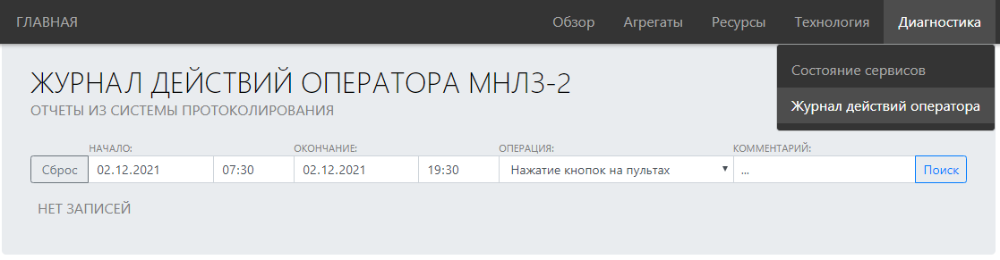 ГЛАВНАЯ Обзор Агрегаты Ресурсы Технология Диагностика
Состояние сервисов
Журнал действий оператора
ЖУРНАЛ ДЕЙСТВИЙ ОПЕРАТОРА МНЛЗ-2
ОТЧЕТЫ ИЗ СИСТЕМЫ ПРОТОКОЛИРОВАНИЯ
НАЧАЛО: ОКОНЧАНИЕ: ОПЕРАЦИЯ: КОММЕНТАРИЙ:
Сброс 02.12.2021 07:30 02.12.2021 19:30 Нажатие кнопок на пультах ... Поиск
НЕТ ЗАПИСЕЙ